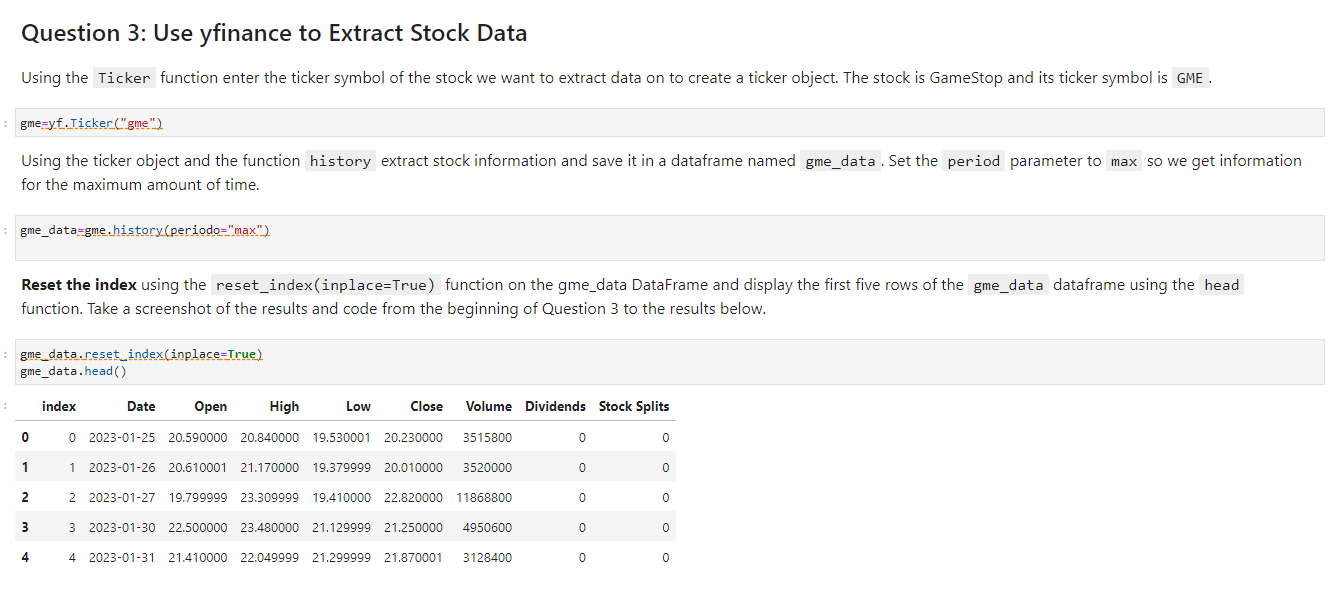 Question 3: Use yfinance to Extract Stock Data
Using the Ticker function enter the ticker symbol of the stock we want to extract data on to create a ticker object. The stock is GameStop and its ticker symbol is GME .
: gme=yf.Ticker("gme")
Using the ticker object and the function history extract stock information and save it in a dataframe named gme_data . Set the period parameter to max so we get information
for the maximum amount of time.
: gme_data=gme.history(periodo="max")
Reset the index using the reset_index(inplace=True) function on the gme_data DataFrame and display the first five rows of the gme_data dataframe using the head
function. Take a screenshot of the results and code from the beginning of Question 3 to the results below.
: gme_data.reset_index(inplace=True)
gme_data.head()
: index Date Open High Low Close Volume Dividends Stock Splits
0 0 2023-01-25 20.590000 20.840000 19.530001 20.230000 3515800 0 0
1 1 2023-01-26 20.610001 21.170000 19.379999 20.010000 3520000 0 0
2 2 2023-01-27 19.799999 23.309999 19.410000 22.820000 11868800 0 0
3 3 2023-01-30 22.500000 23.480000 21.129999 21.250000 4950600 0 0
4 4 2023-01-31 21.410000 22.049999 21.299999 21.870001 3128400 0 0